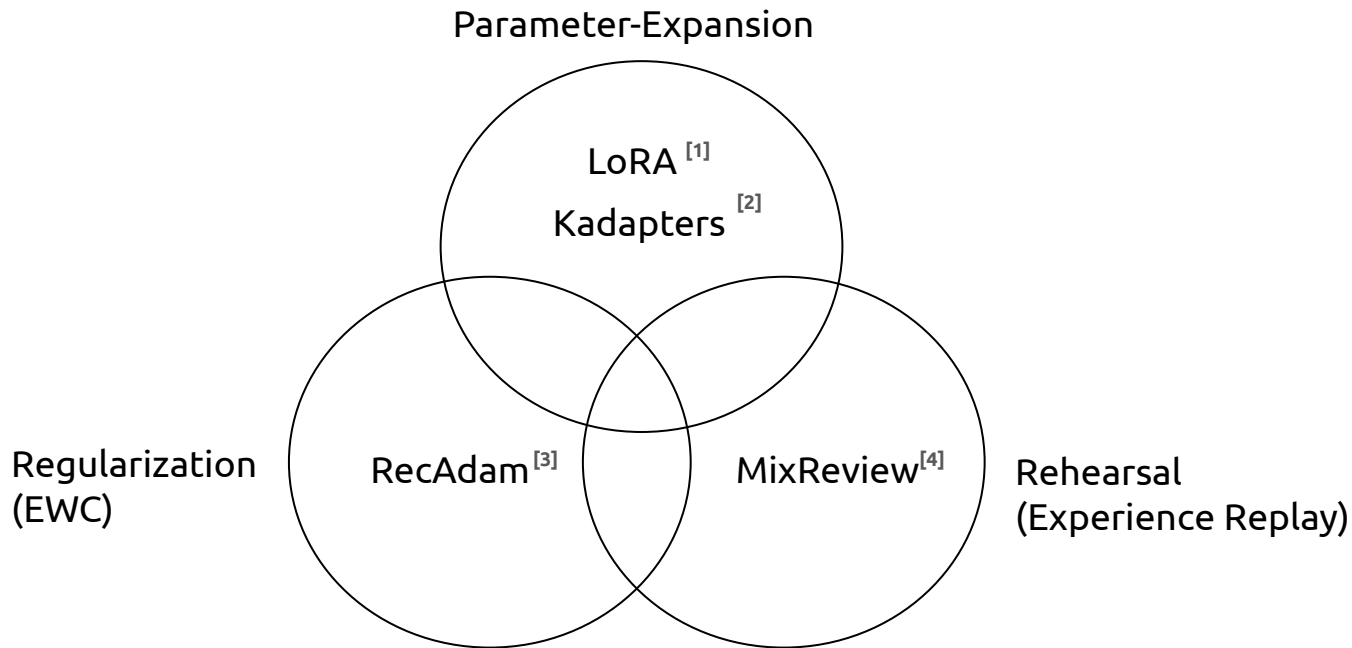 Parameter-Expansion
LoRA [1]
Kadapters [2]
Regularization
(EWC)
RecAdam[3]
MixReview[4]
Rehearsal
(Experience Replay)